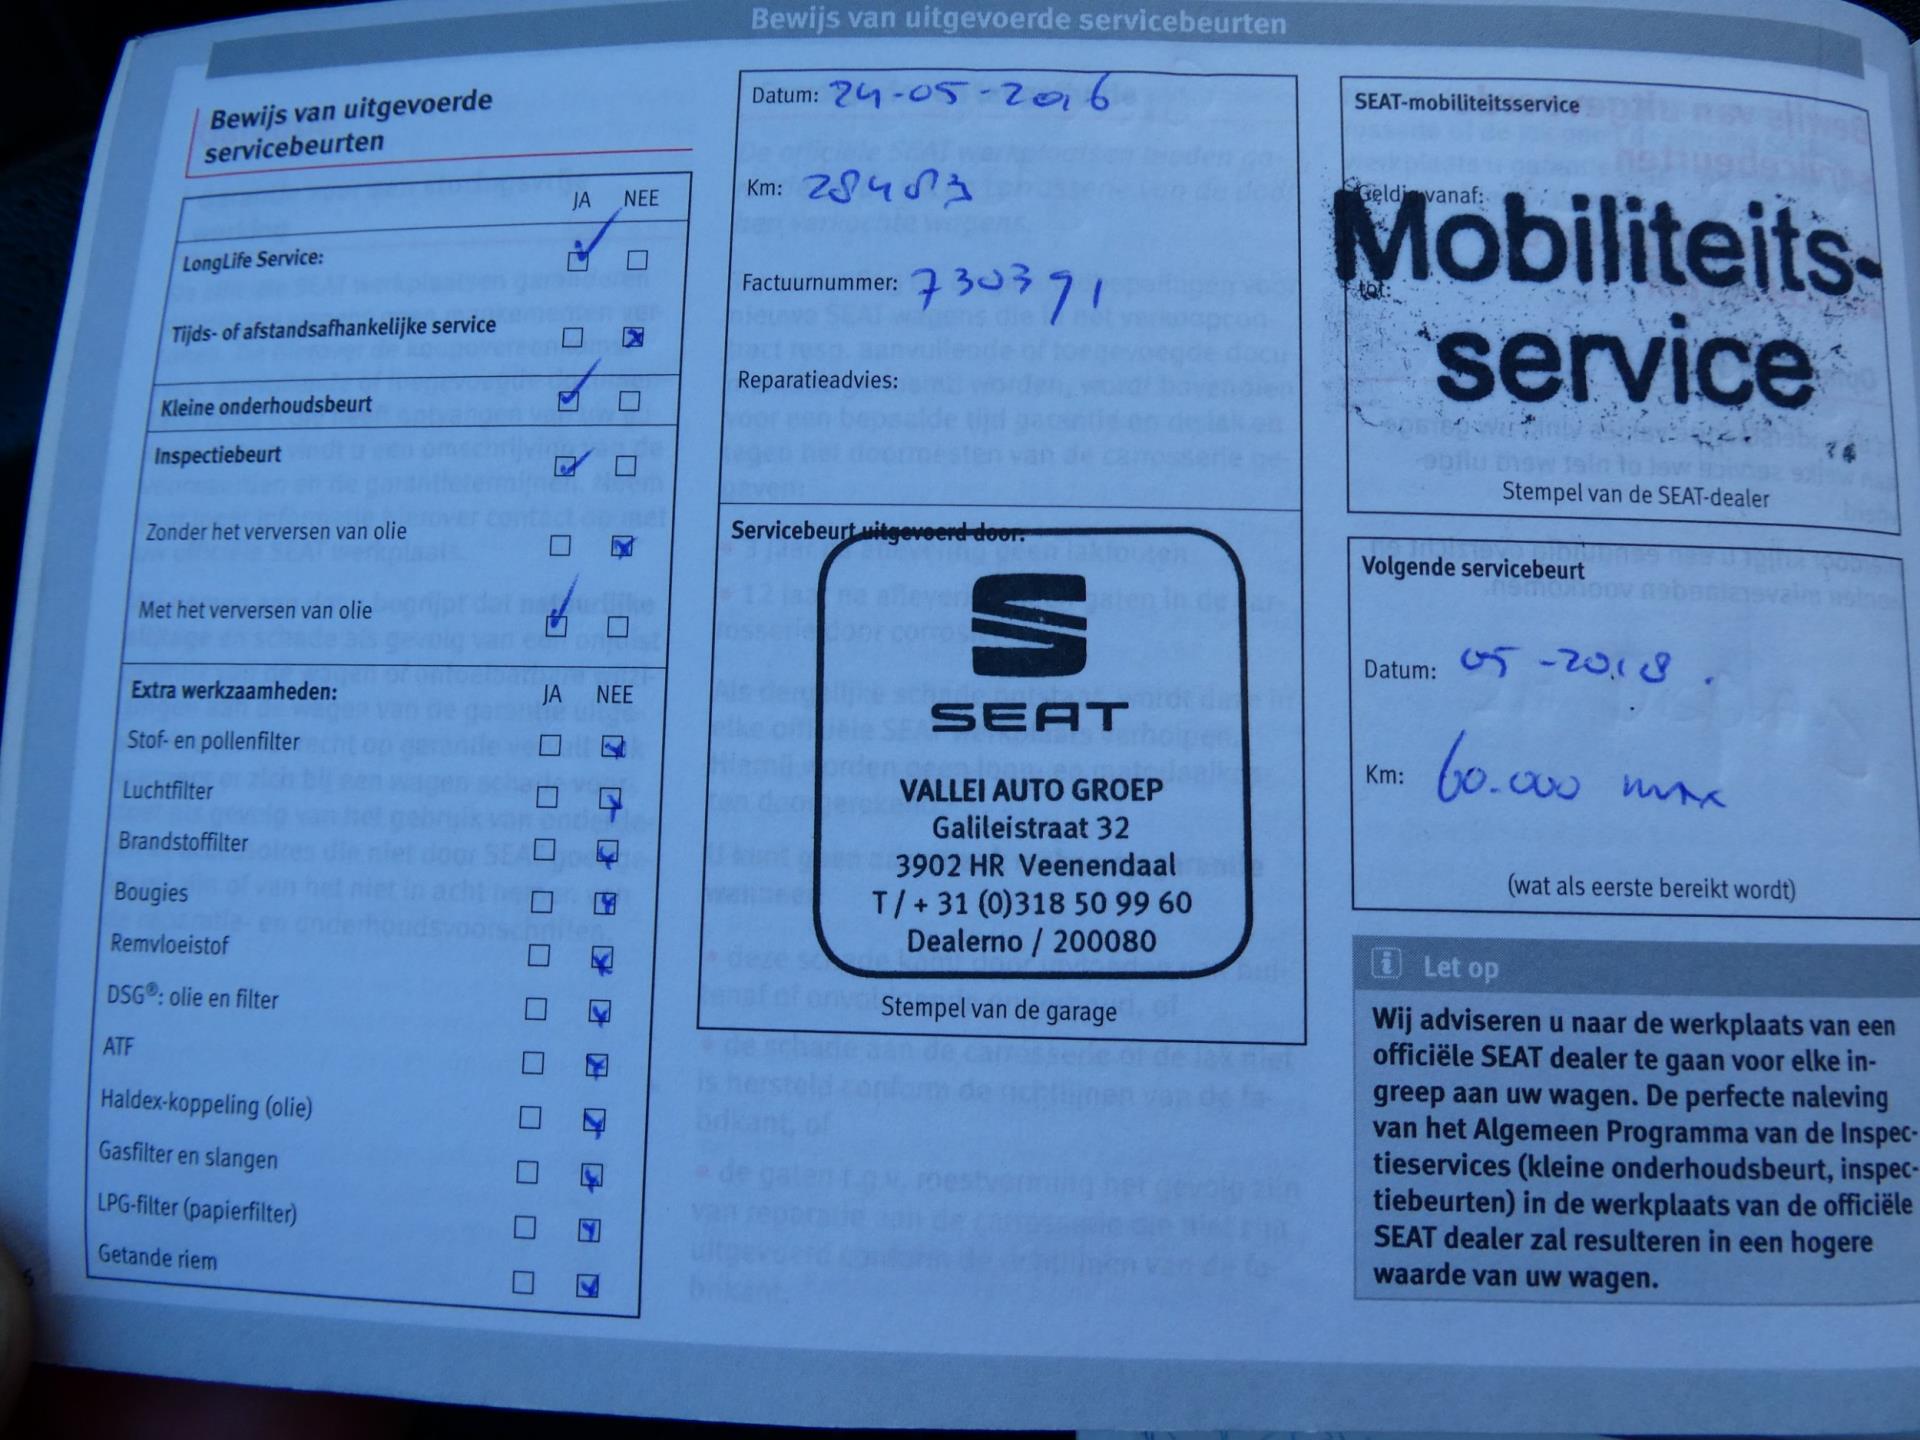 Bewijs van uitgevoerde servicebeurten
Bewijs van uitgevoerde
servicebeurten
JA NEE
LongLife Service:
Tijds- of afstandsafhankelijke service
Kleine onderhoudsbeurt
Inspectiebeurt
Zonder het verversen van olie
Met het verversen van olie
Extra werkzaamheden: JA NEE
Stof- en pollenfilter
Luchtfilter
Brandstoffilter
Bougies
Remvloeistof
DSG®: olie en filter
ATF
Haldex-koppeling (olie)
Gasfilter en slangen
LPG-filter (papierfilter)
Getande riem
Datum: 24-05-2016
Km:
Factuurnummer: 730391
Reparatieadvies:
Servicebeurt uitgevoerd door:
SEAT
VALLEI AUTO GROEP
Galileistraat 32
3902 HR Veenendaal
T / + 31 (0)318 50 99 60
Dealerno / 200080
Stempel van de garage
SEAT-mobiliteitsservice
Geldig vanaf:
Mobiliteits-
tot:
service
Stempel van de SEAT-dealer
Volgende servicebeurt
Datum: 05-2018.
Km: 60.000 max
(wat als eerste bereikt wordt)
i Let op
Wij adviseren u naar de werkplaats van een
officiële SEAT dealer te gaan voor elke in-
greep aan uw wagen. De perfecte naleving
van het Algemeen Programma van de Inspec-
tieservices (kleine onderhoudsbeurt, inspec-
tiebeurten) in de werkplaats van de officiële
SEAT dealer zal resulteren in een hogere
waarde van uw wagen.